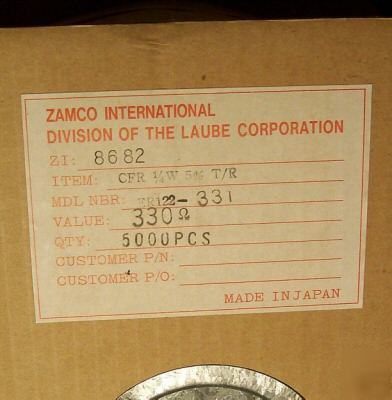 ZAMCO INTERNATIONAL
DIVISION OF THE LAUBE CORPORATION
ZI: 8682
ITEM: CFR ¼W 5% T/R
MDL NBR: ER122-331
VALUE: 330Ω
QTY: 5000PCS
CUSTOMER P/N:
CUSTOMER P/O:
MADE IN JAPAN